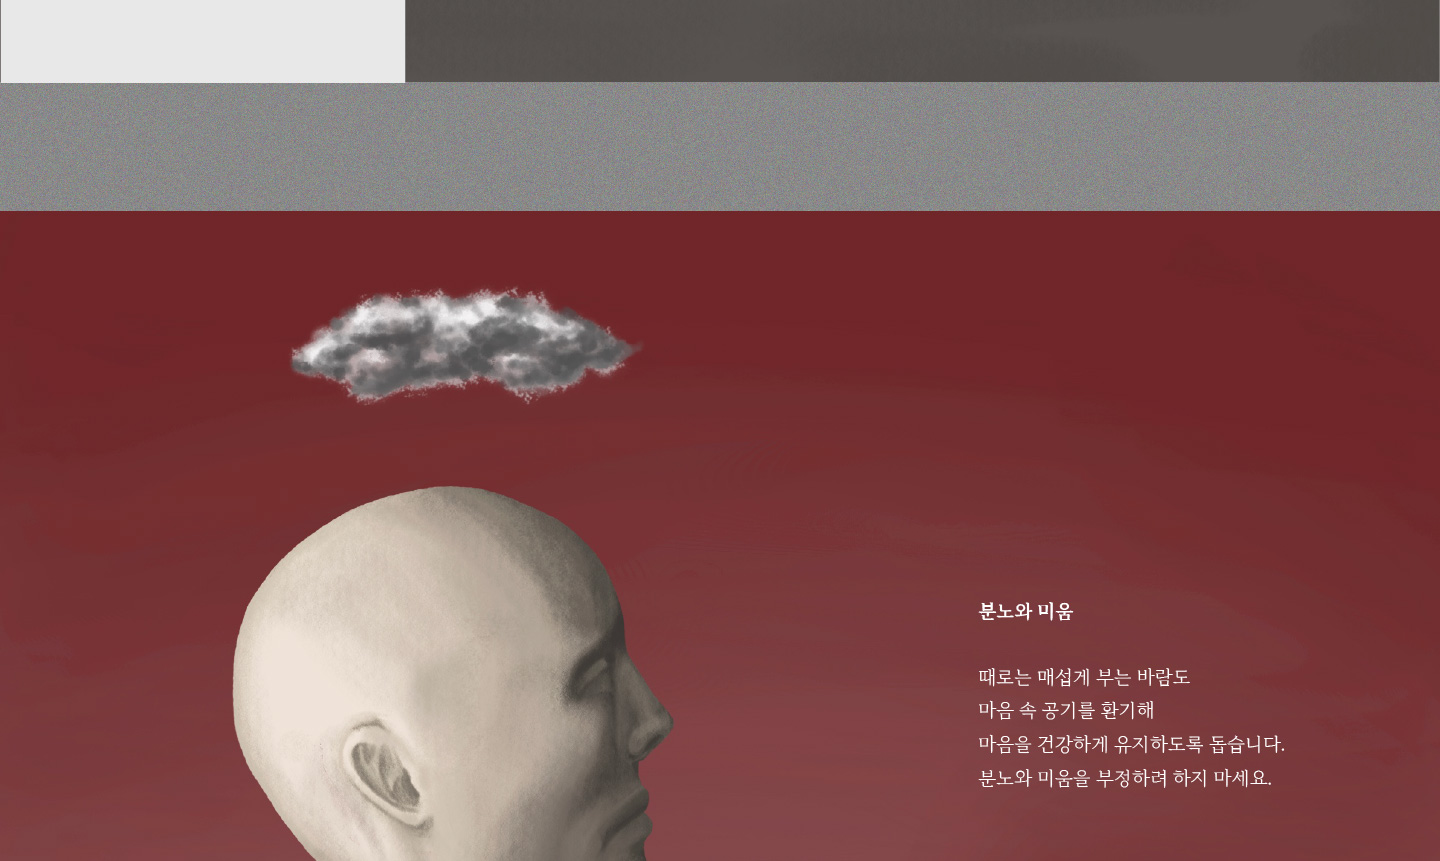 분노와 미움
때로는 매섭게 부는 바람도
마음 속 공기를 환기해
마음을 건강하게 유지하도록 돕습니다.
분노와 미움을 부정하려 하지 마세요.